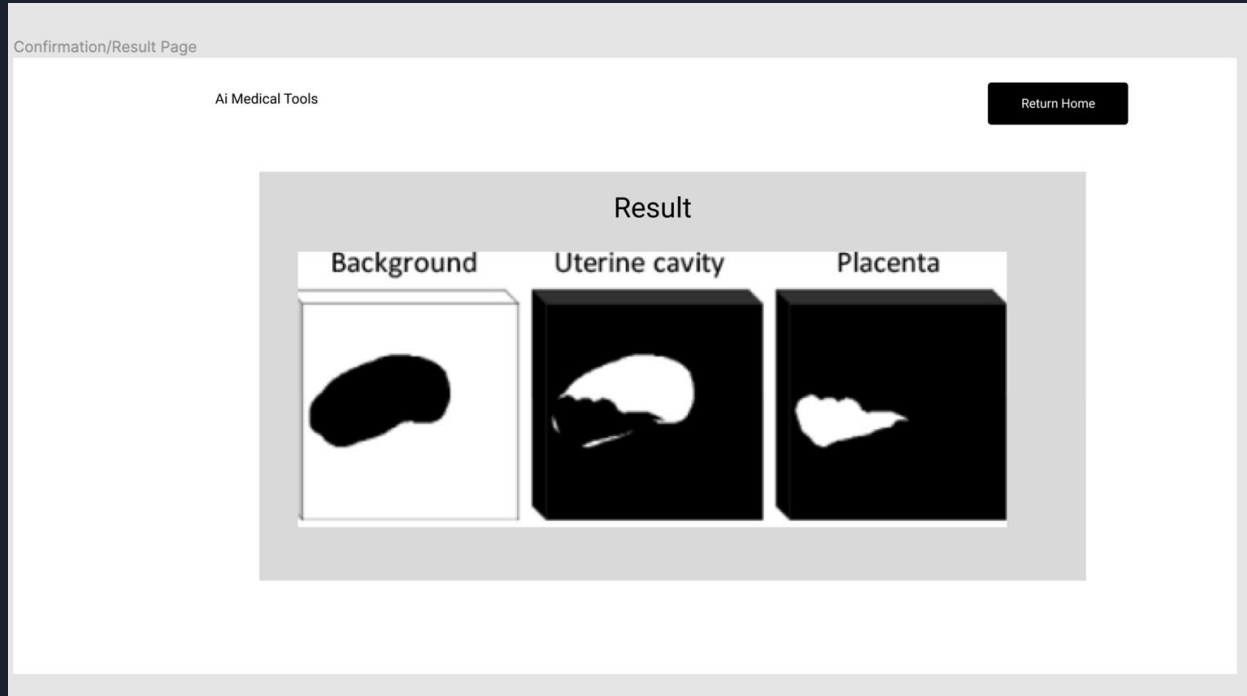 Confirmation/Result Page
Ai Medical Tools
Return Home
Result
Background Uterine cavity Placenta